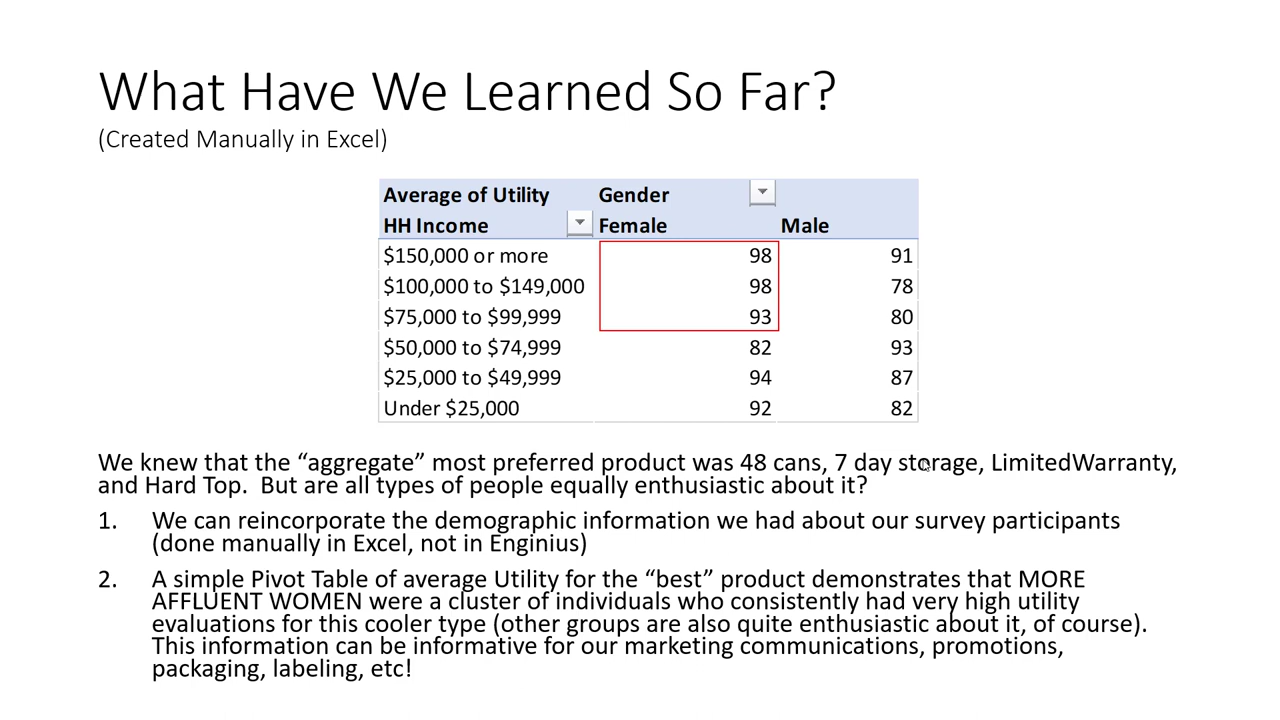 What Have We Learned So Far?
(Created Manually in Excel)
Average of Utility Gender
HH Income Female Male
$150,000 or more 98 91
$100,000 to $149,000 98 78
$75,000 to $99,999 93 80
$50,000 to $74,999 82 93
$25,000 to $49,999 94 87
Under $25,000 92 82
We knew that the “aggregate” most preferred product was 48 cans, 7 day storage, LimitedWarranty,
and Hard Top. But are all types of people equally enthusiastic about it?
1. We can reincorporate the demographic information we had about our survey participants
(done manually in Excel, not in Enginius)
2. A simple Pivot Table of average Utility for the “best” product demonstrates that MORE
AFFLUENT WOMEN were a cluster of individuals who consistently had very high utility
evaluations for this cooler type (other groups are also quite enthusiastic about it, of course).
This information can be informative for our marketing communications, promotions,
packaging, labeling, etc!